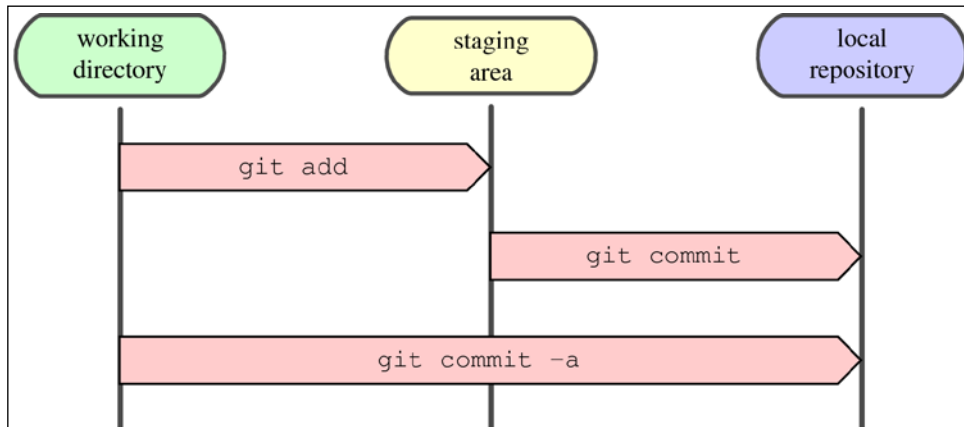 working
directory
staging
area
local
repository
git add
git commit
git commit −a